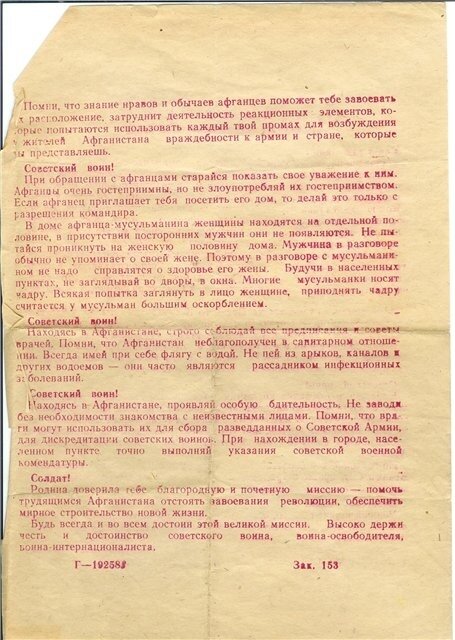 Помни, что знание нравов и обычаев афганцев поможет тебе завоевать
их расположение, затруднит деятельность реакционных элементов, ко-
торые попытаются использовать каждый твой промах для возбуждения
у жителей Афганистана враждебности к армии и стране, которые
ты представляешь.
Советский воин!
При обращении с афганцами старайся показать свое уважение к ним.
Афганцы очень гостеприимны, но не злоупотребляй их гостеприимством.
Если афганец приглашает тебя посетить его дом, то делай это только с
разрешения командира.
В доме афганца-мусульманина женщины находятся на отдельной по-
ловине, в присутствии посторонних мужчин они не появляются. Не пы-
тайся проникнуть на женскую половину дома. Мужчина в разговоре
обычно не упоминает о своей жене. Поэтому в разговоре с мусульмани-
ном не надо справлятся о здоровье его жены. Будучи в населенных
пунктах, не заглядывай во дворы, в окна. Многие мусульманки носят
чадру. Всякая попытка заглянуть в лицо женщине, приподнять чадру
считается у мусульман большим оскорблением.
Советский воин!
Находясь в Афганистане, строго соблюдай все предписания и советы
врачей. Помни, что Афганистан неблагополучен в санитарном отноше-
нии. Всегда имей при себе флягу с водой. Не пей из арыков, каналов и
других водоемов — они часто являются рассадником инфекционных
заболеваний.
Советский воин!
Находясь в Афганистане, проявляй особую бдительность. Не заводи
без необходимости знакомства с неизвестными лицами. Помни, что вра-
ги могут использовать их для сбора разведданных о Советской Армии,
для дискредитации советских воинов. При нахождении в городе, насе-
ленном пункте точно выполняй указания советской военной
комендатуры.
Солдат!
Родина доверила тебе благородную и почетную миссию — помочь
трудящимся Афганистана отстоять завоевания революции, обеспечить
мирное строительство новой жизни.
Будь всегда и во всем достоин этой великой миссии. Высоко держи
честь и достоинство советского воина, воина-освободителя,
воина-интернационалиста.
Зак. 153